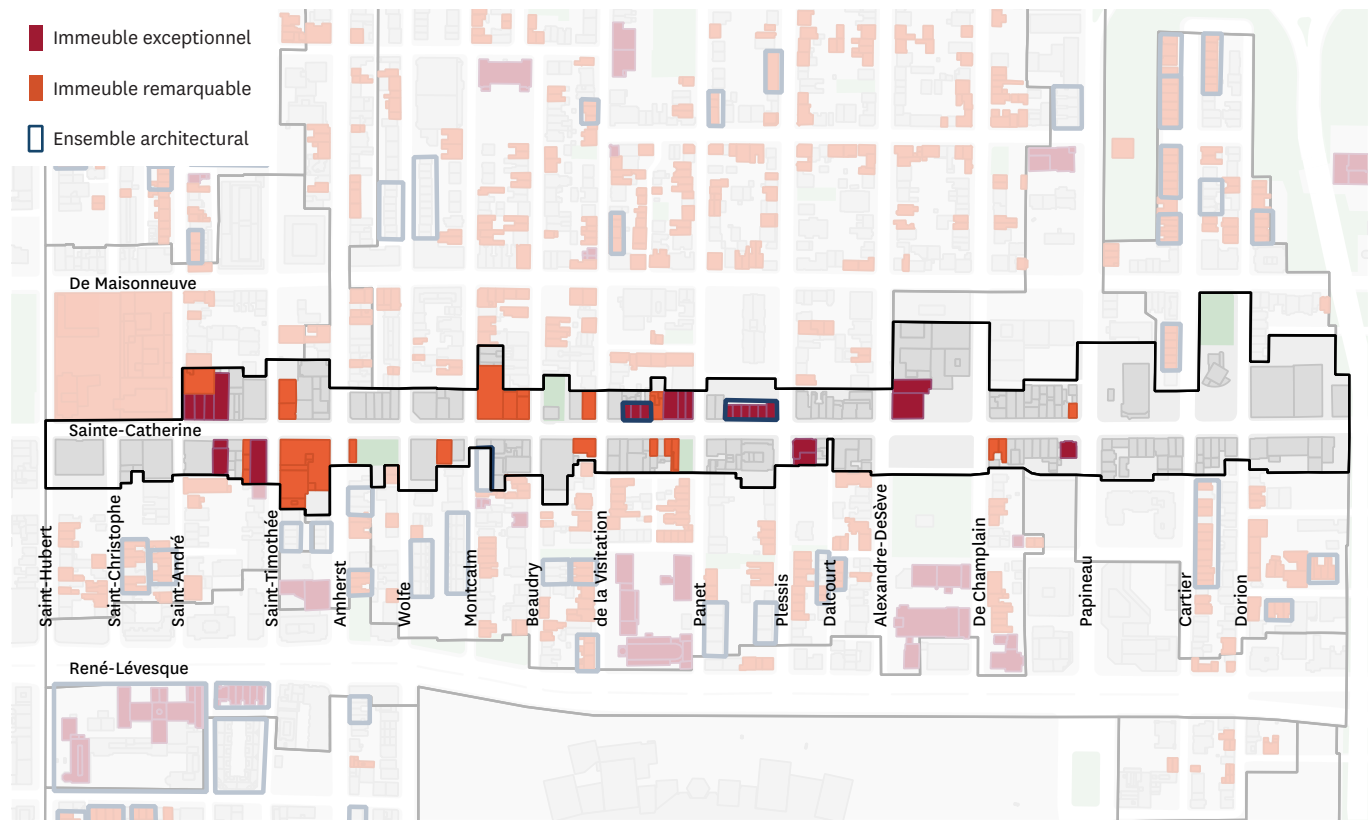 Immeuble exceptionnel
Immeuble remarquable
Ensemble architectural
De Maisonneuve
Sainte-Catherine
Saint-Hubert
Saint-Christophe
Saint-André
Saint-Timothée
Amherst
Wolfe
Montcalm
Beaudry
de la Visitation
Panet
Plessis
Dalcourt
Alexandre-DeSève
De Champlain
Papineau
Cartier
Dorion
René-Lévesque